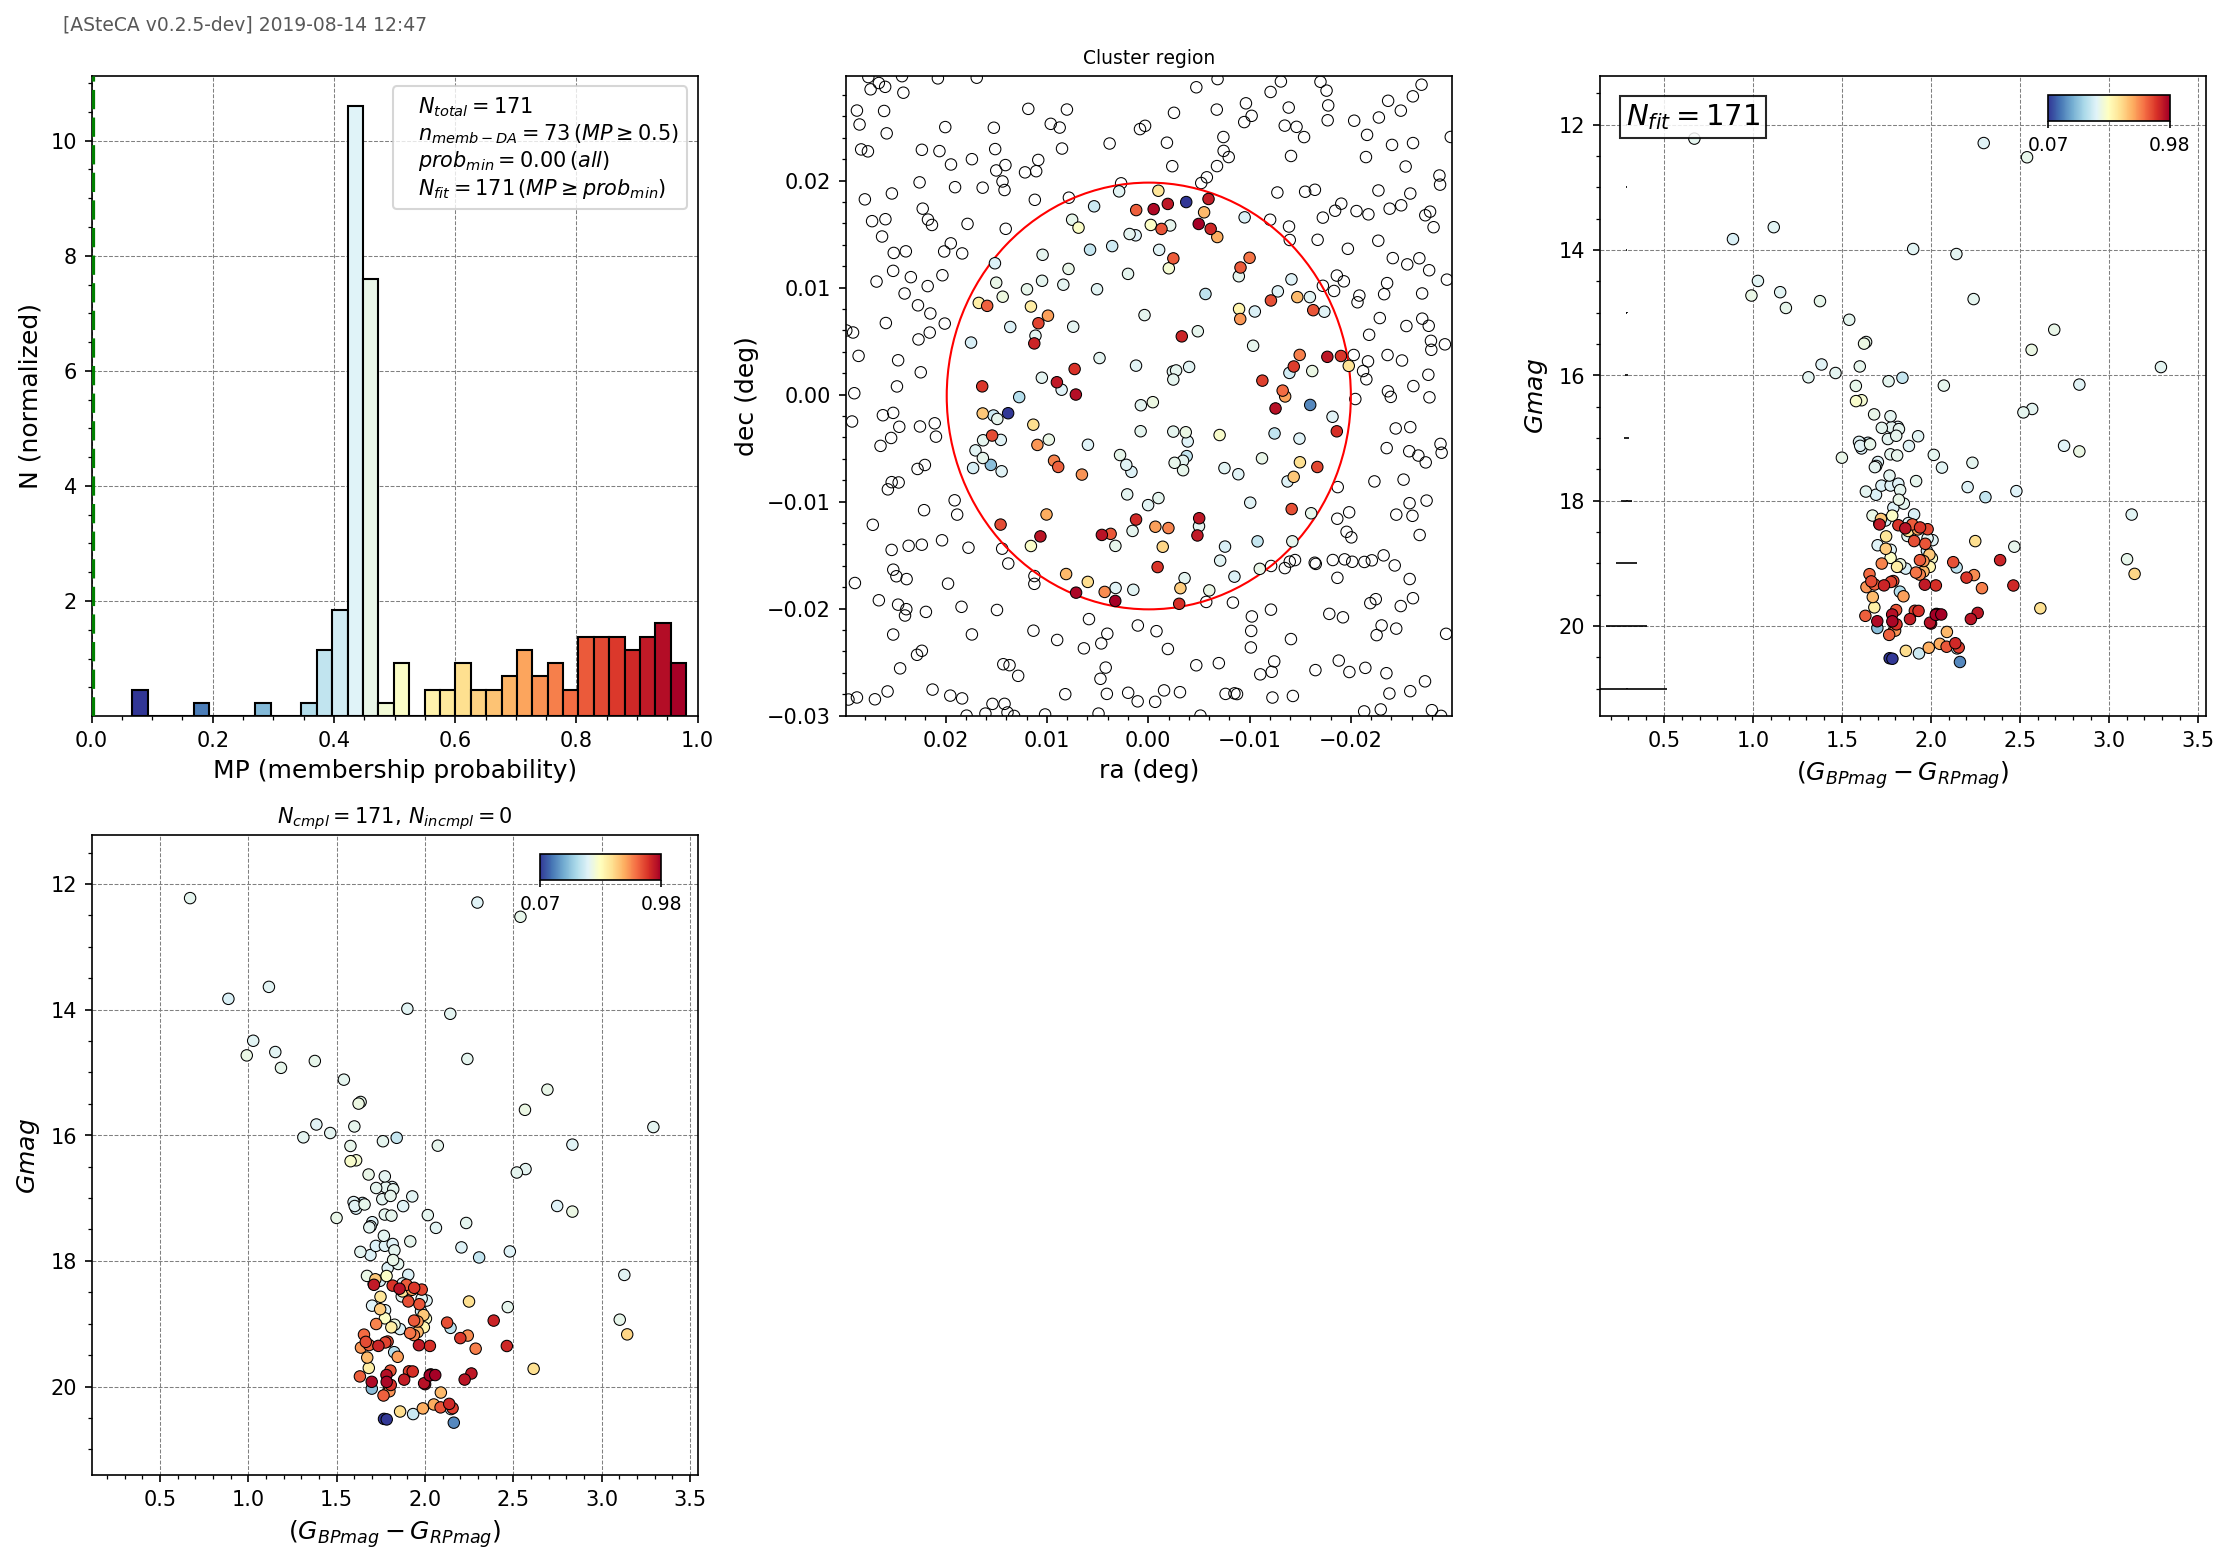 [ASteCA v0.2.5-dev] 2019-08-14 12:47
N (normalized)
10
8
6
4
2
0.0 0.2 0.4 0.6 0.8 1.0
MP (membership probability)
N_total = 171
n_memb−DA = 73 (MP ≥ 0.5)
prob_min = 0.00 (all)
N_fit = 171 (MP ≥ prob_min)
Cluster region
dec (deg)
0.02
0.01
0.00
−0.01
−0.02
−0.03
0.02 0.01 0.00 −0.01 −0.02
ra (deg)
N_fit = 171
0.07 0.98
Gmag
12
14
16
18
20
0.5 1.0 1.5 2.0 2.5 3.0 3.5
(G_BPmag − G_RPmag)
N_cmpl = 171, N_incmpl = 0
0.07 0.98
Gmag
12
14
16
18
20
0.5 1.0 1.5 2.0 2.5 3.0 3.5
(G_BPmag − G_RPmag)